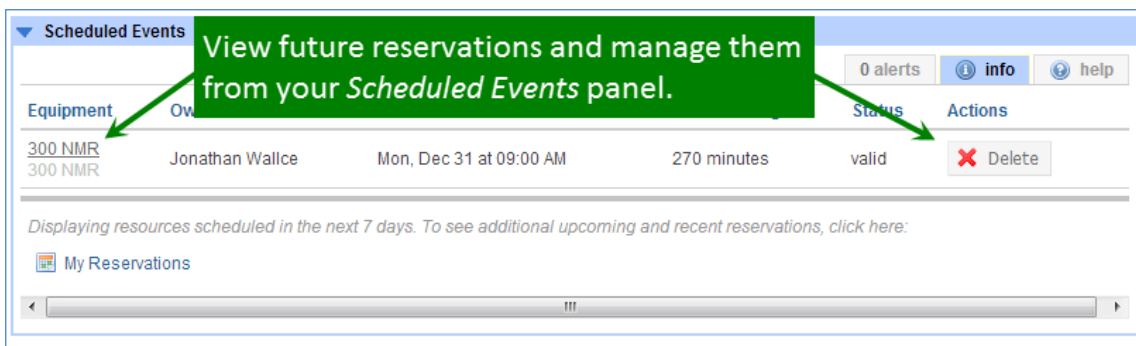 Scheduled Events
View future reservations and manage them
from your Scheduled Events panel.
0 alerts info help
Equipment Status Actions
300 NMR
300 NMR
Jonathan Wallce Mon, Dec 31 at 09:00 AM 270 minutes valid Delete
Displaying resources scheduled in the next 7 days. To see additional upcoming and recent reservations, click here:
My Reservations